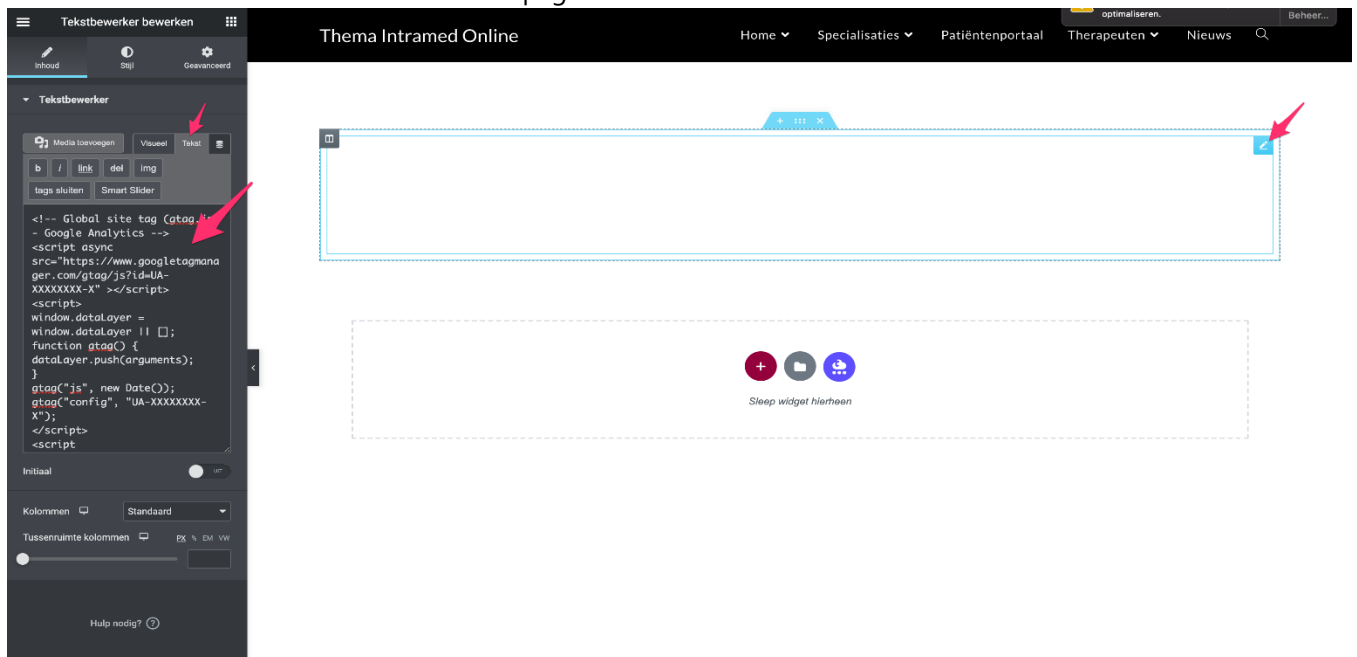 Tekstbewerker bewerken
optimaliseren.
Beheer...
Thema Intramed Online
Home
Specialisaties
Patiëntenportaal
Therapeuten
Nieuws
Inhoud
Stijl
Geavanceerd
Tekstbewerker
Media toevoegen
Visueel
Tekst
b
i
link
del
img
tags sluiten
Smart Slider
<!-- Global site tag (gtag.
- Google Analytics -->
<script async
src="https://www.googletagmana
ger.com/gtag/js?id=UA-
XXXXXXXX-X" ></script>
<script>
window.dataLayer =
window.dataLayer || [];
function gtag() {
dataLayer.push(arguments);
}
gtag("js", new Date());
gtag("config", "UA-XXXXXXXX-
X");
</script>
<script
Initiaal
UIT
Kolommen
Standaard
Tussenruimte kolommen
PX % EM VW
Hulp nodig?
Sleep widget hierheen